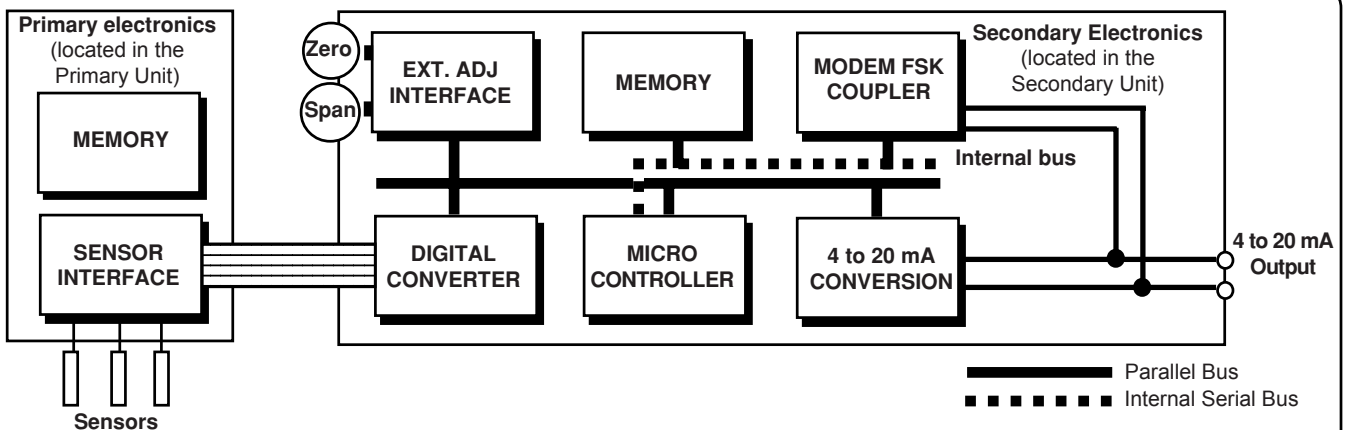 Primary electronics
(located in the
Primary Unit)
MEMORY
SENSOR
INTERFACE
Sensors
Zero
Span
EXT. ADJ
INTERFACE
MEMORY
MODEM FSK
COUPLER
Secondary Electronics
(located in the
Secondary Unit)
Internal bus
DIGITAL
CONVERTER
MICRO
CONTROLLER
4 to 20 mA
CONVERSION
4 to 20 mA
Output
Parallel Bus
Internal Serial Bus